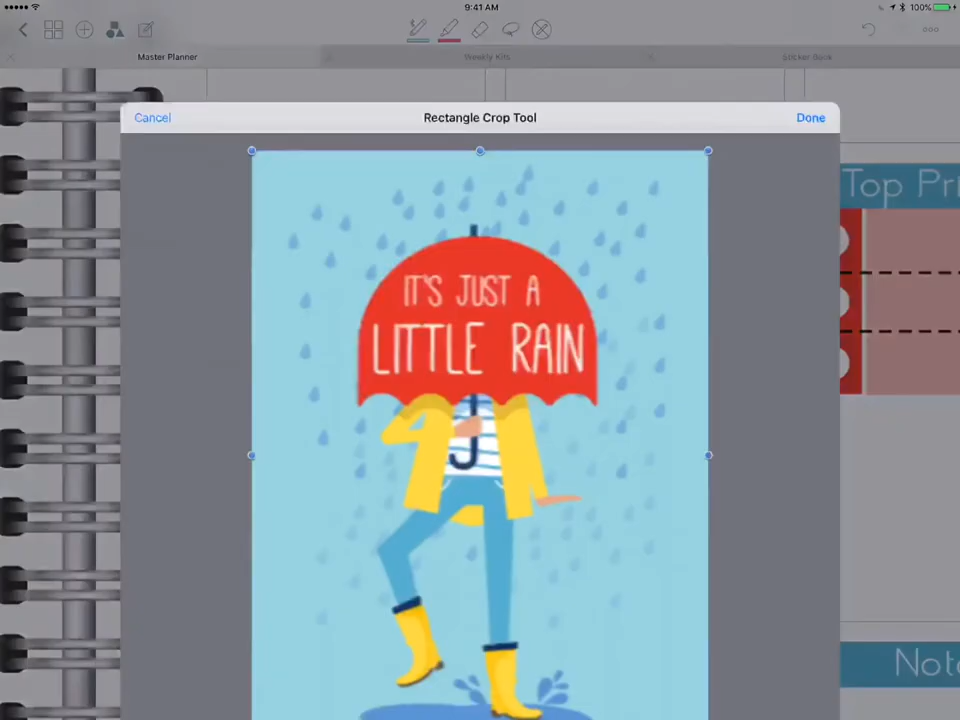 9:41 AM
100%
Master Planner
Weekly Kits
Sticker Book
Cancel
Rectangle Crop Tool
Done
Top Pri
IT'S JUST A
LITTLE RAIN
Note